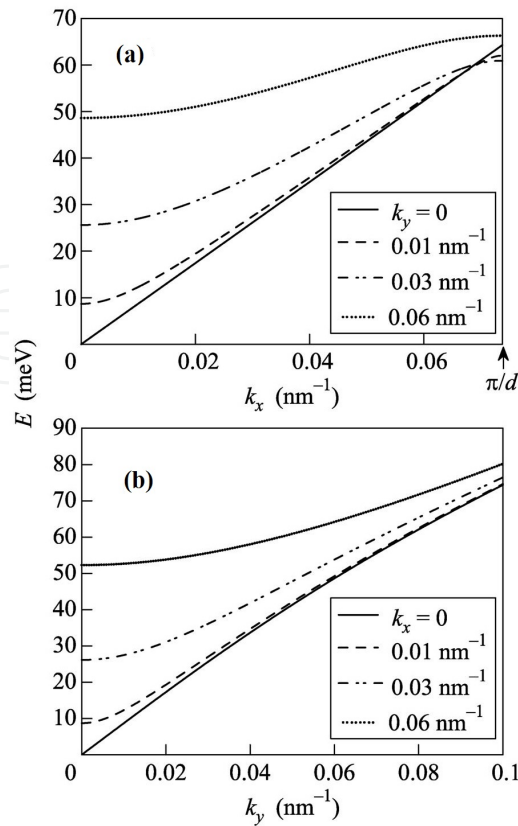 70
(a)
60
50
40
30
20
10
k_y = 0
0.01 nm⁻¹
0.03 nm⁻¹
0.06 nm⁻¹
0 0.02 0.04 0.06
π/d
k_x (nm⁻¹)
E (meV)
90
80
(b)
70
60
50
40
30
20
10
k_x = 0
0.01 nm⁻¹
0.03 nm⁻¹
0.06 nm⁻¹
0 0.02 0.04 0.06 0.08 0.1
k_y (nm⁻¹)